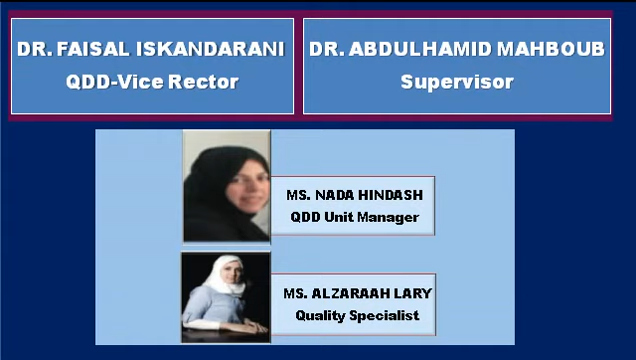 DR. FAISAL ISKANDARANI
QDD-Vice Rector
DR. ABDULHAMID MAHBOUB
Supervisor
MS. NADA HINDASH
QDD Unit Manager
MS. ALZARAAH LARY
Quality Specialist